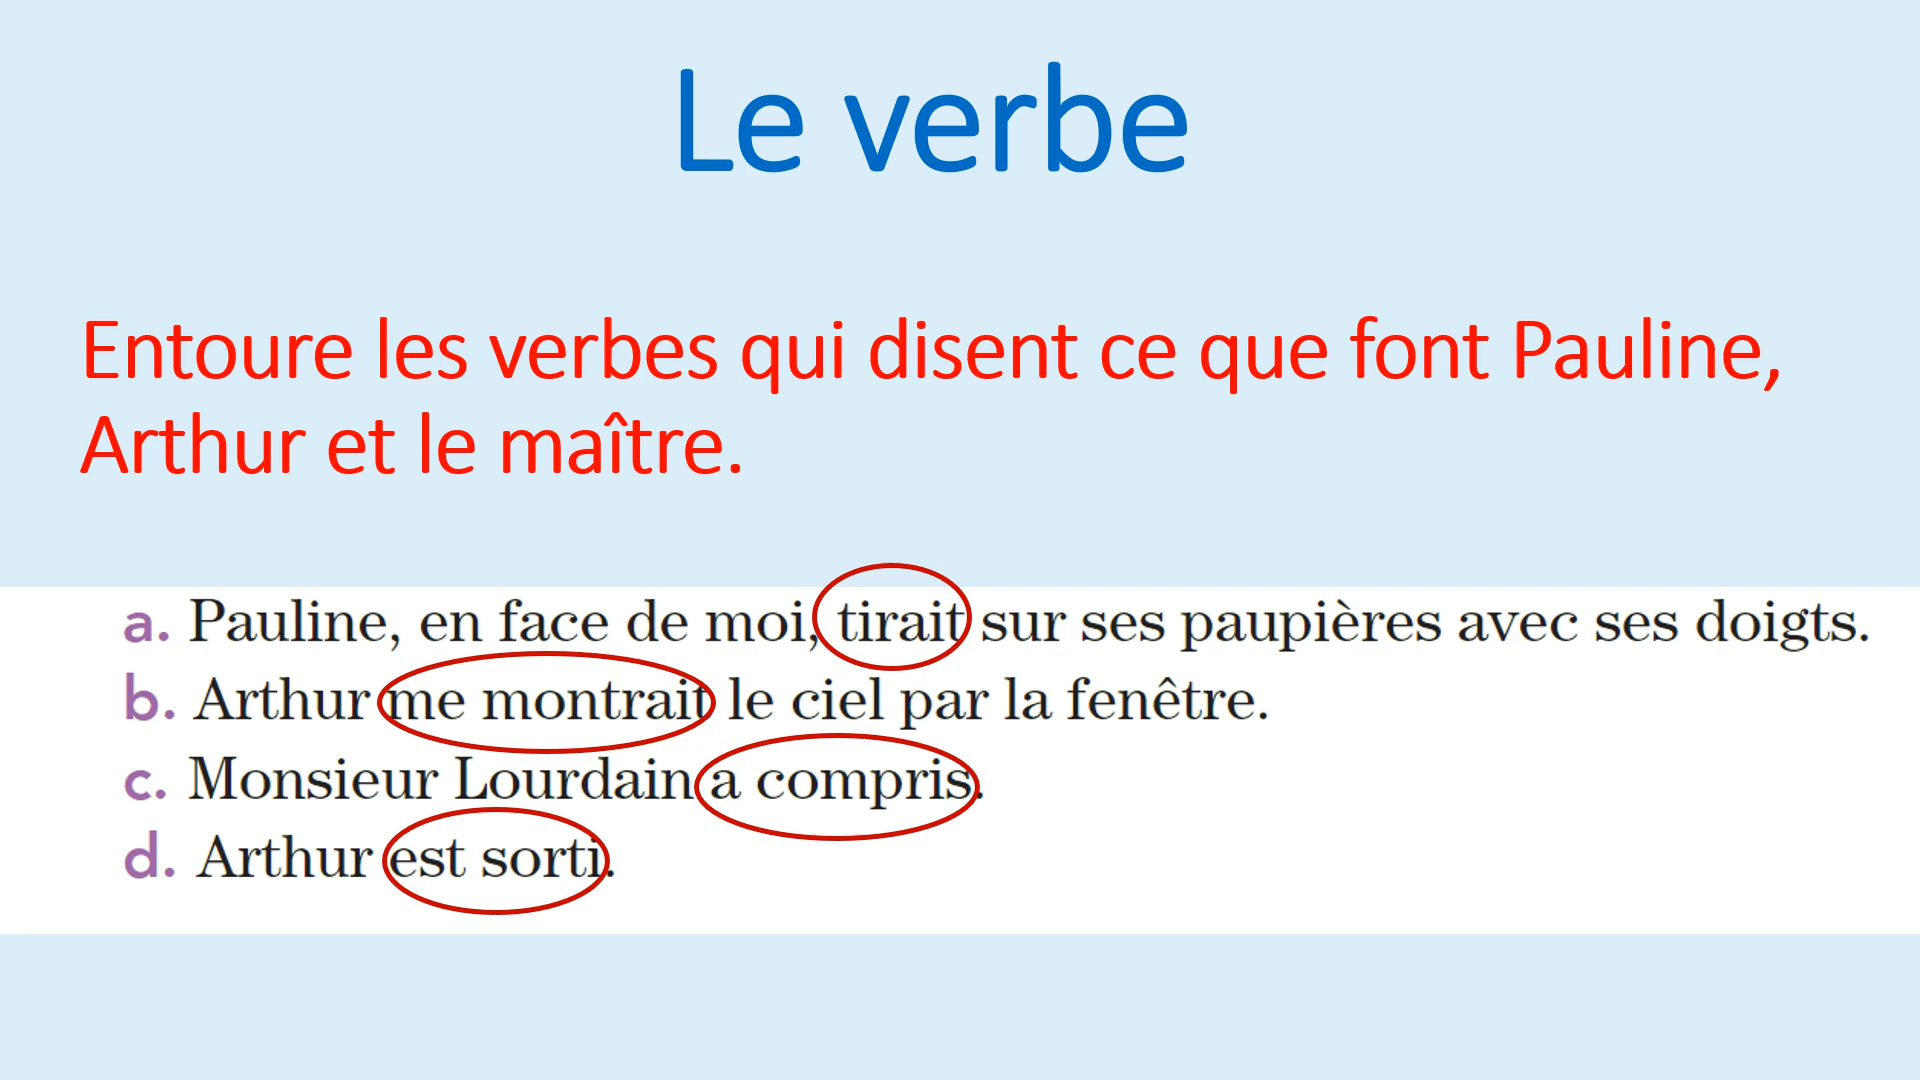 Le verbe
Entoure les verbes qui disent ce que font Pauline,
Arthur et le maître.
a. Pauline, en face de moi, tirait sur ses paupières avec ses doigts.
b. Arthur me montrait le ciel par la fenêtre.
c. Monsieur Lourdain a compris.
d. Arthur est sorti.